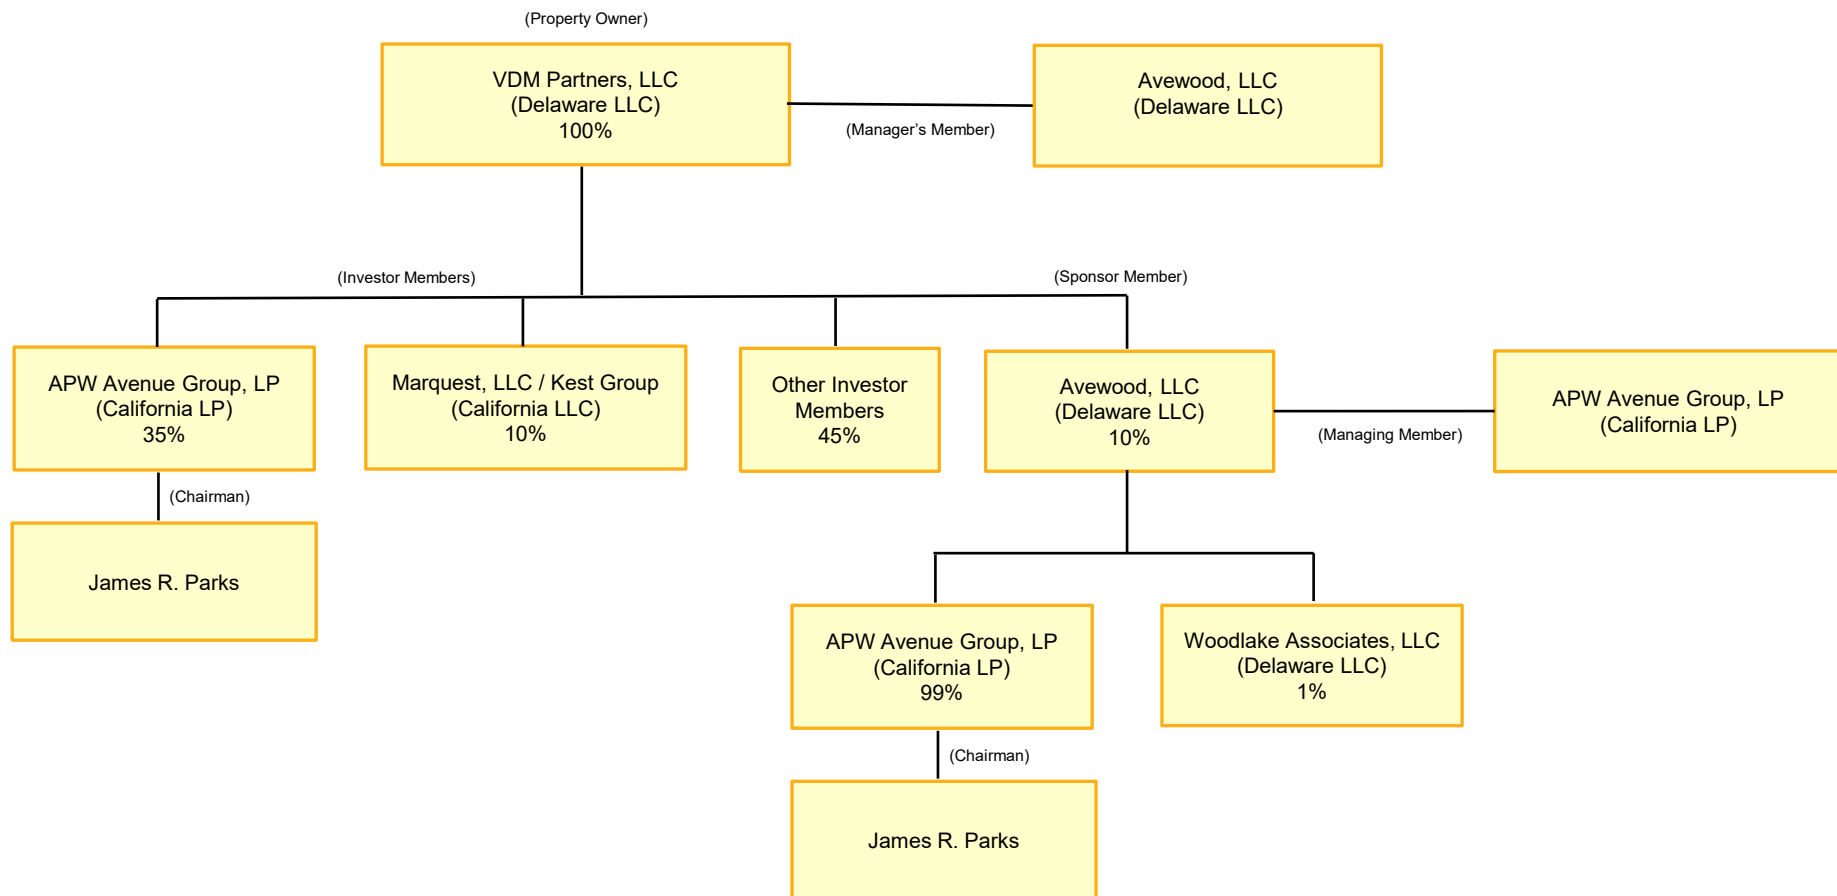 (Property Owner)
VDM Partners, LLC
(Delaware LLC)
100%
(Manager’s Member)
Avewood, LLC
(Delaware LLC)
(Investor Members)
(Sponsor Member)
APW Avenue Group, LP
(California LP)
35%
Marquest, LLC / Kest Group
(California LLC)
10%
Other Investor
Members
45%
Avewood, LLC
(Delaware LLC)
10%
(Managing Member)
APW Avenue Group, LP
(California LP)
(Chairman)
James R. Parks
APW Avenue Group, LP
(California LP)
99%
Woodlake Associates, LLC
(Delaware LLC)
1%
(Chairman)
James R. Parks